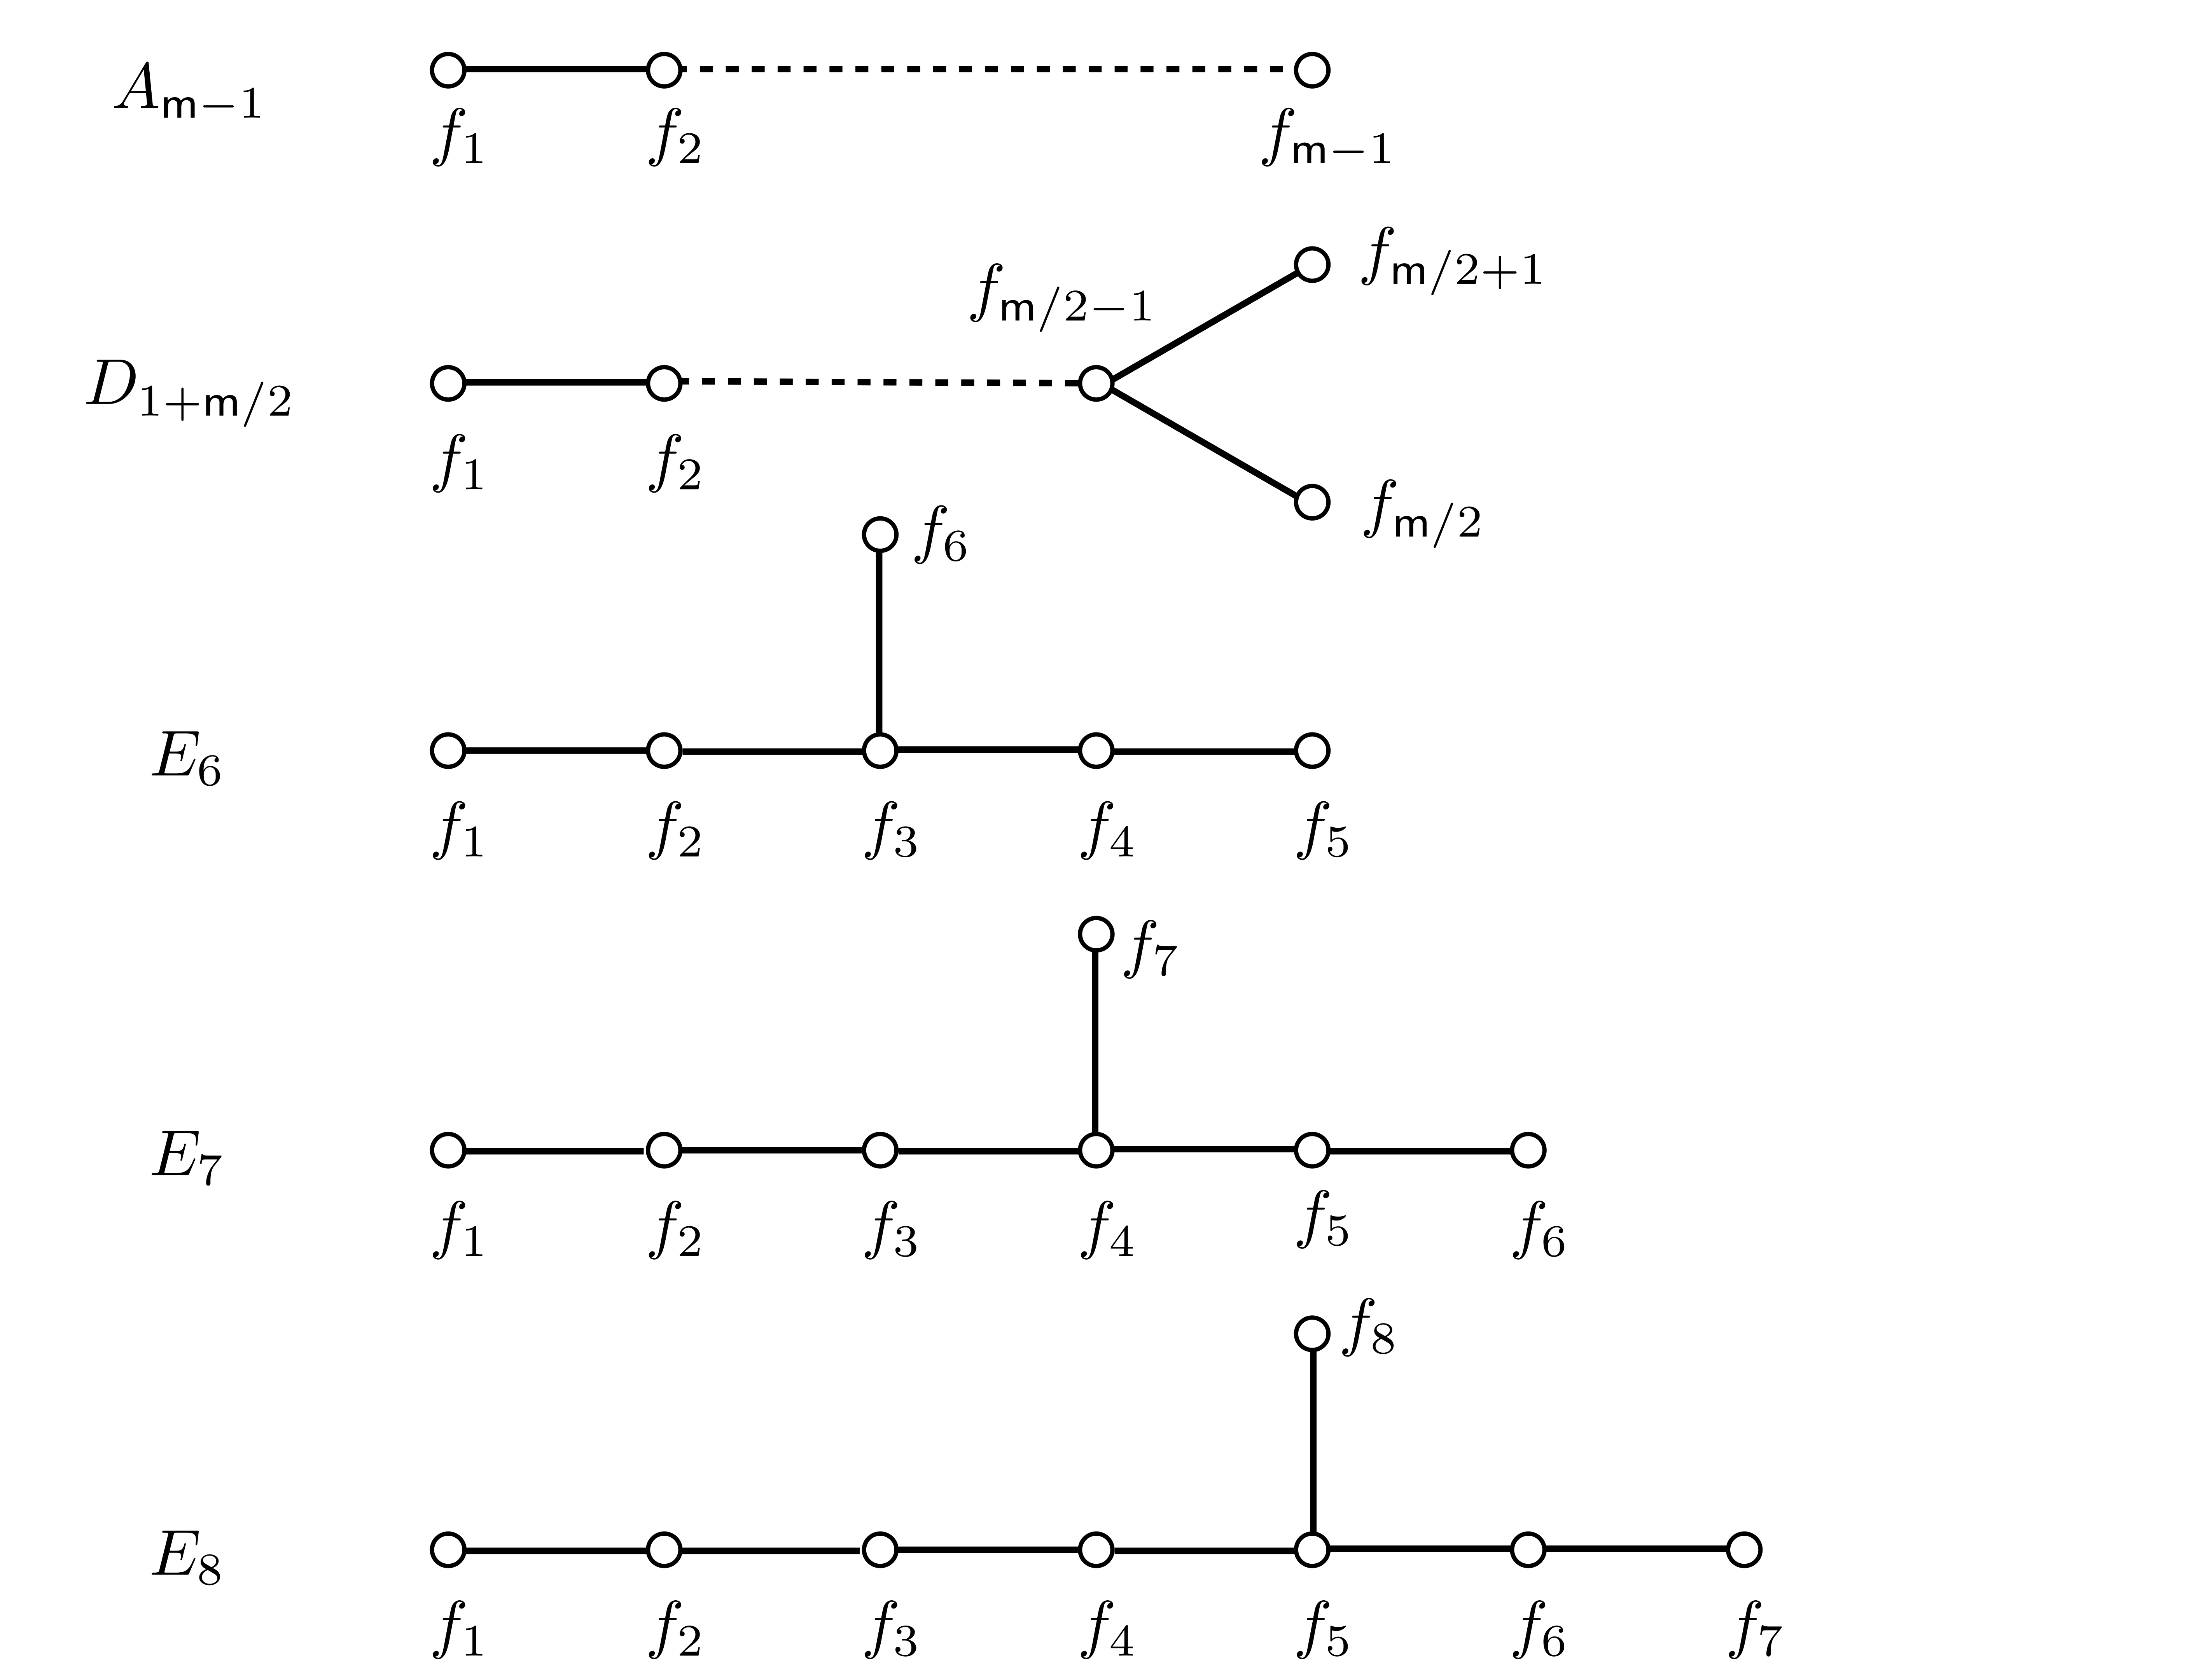 A_{m−1}
f_1 f_2 f_{m−1}
f_{m/2+1}
f_{m/2−1}
D_{1+m/2}
f_1 f_2 f_{m/2}
f_6
E_6
f_1 f_2 f_3 f_4 f_5
f_7
E_7
f_1 f_2 f_3 f_4 f_5 f_6
f_8
E_8
f_1 f_2 f_3 f_4 f_5 f_6 f_7